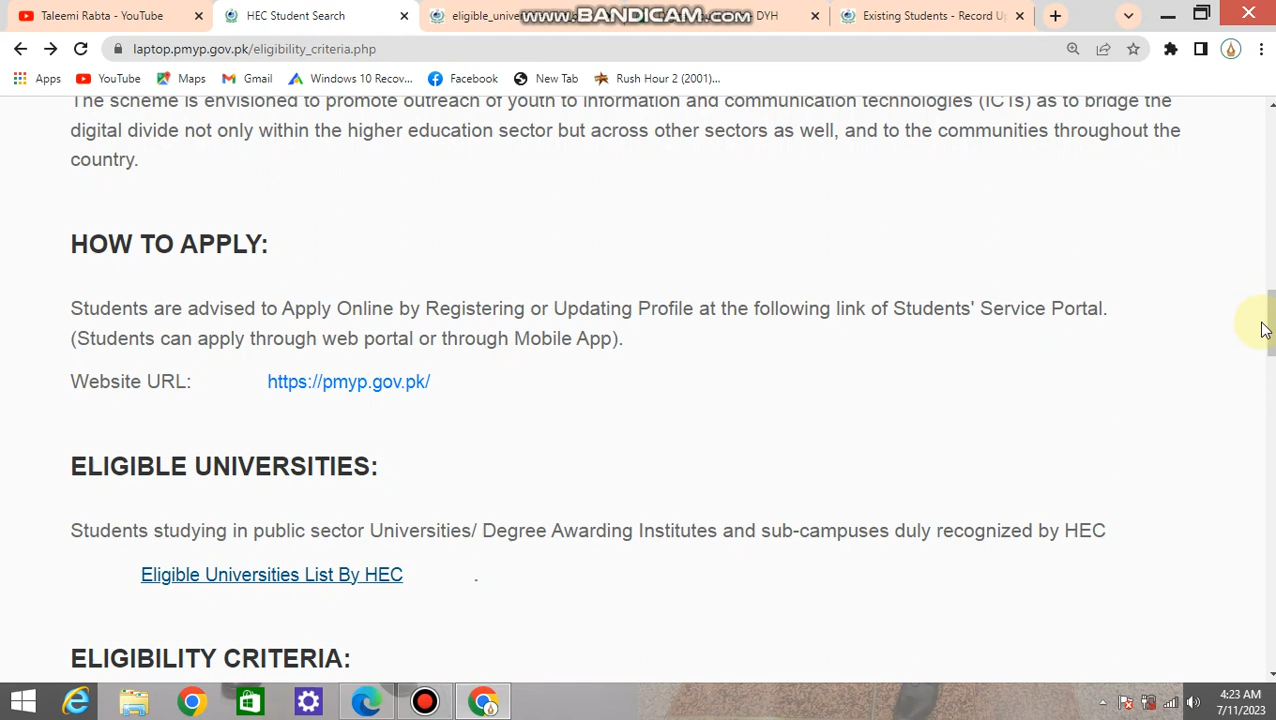 Taleemi Rabta - YouTube
HEC Student Search
eligible_unive
www.BANDICAM.com
DYH
Existing Students - Record U
laptop.pmyp.gov.pk/eligibility_criteria.php
Apps
YouTube
Maps
Gmail
Windows 10 Recov...
Facebook
New Tab
Rush Hour 2 (2001)...
The scheme is envisioned to promote outreach of youth to information and communication technologies (ICTs) as to bridge the
digital divide not only within the higher education sector but across other sectors as well, and to the communities throughout the
country.
HOW TO APPLY:
Students are advised to Apply Online by Registering or Updating Profile at the following link of Students' Service Portal.
(Students can apply through web portal or through Mobile App).
Website URL: https://pmyp.gov.pk/
ELIGIBLE UNIVERSITIES:
Students studying in public sector Universities/ Degree Awarding Institutes and sub-campuses duly recognized by HEC
Eligible Universities List By HEC .
ELIGIBILITY CRITERIA:
4:23 AM
7/11/2023